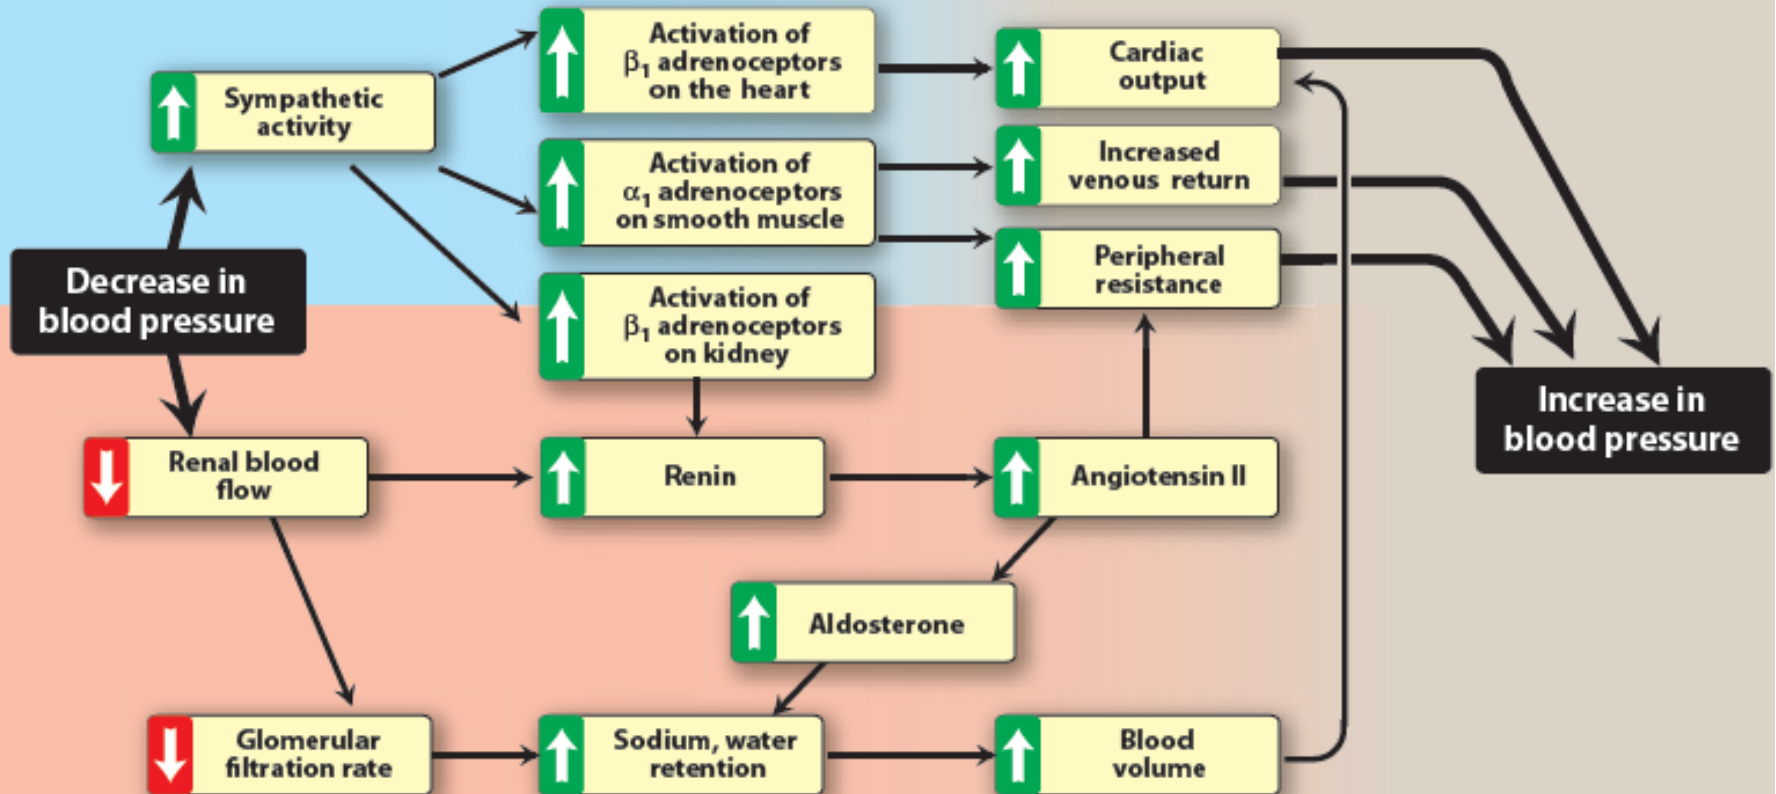 Activation of
β1 adrenoceptors
on the heart
Cardiac
output
Sympathetic
activity
Activation of
α1 adrenoceptors
on smooth muscle
Increased
venous return
Peripheral
resistance
Decrease in
blood pressure
Activation of
β1 adrenoceptors
on kidney
Increase in
blood pressure
Renal blood
flow
Renin
Angiotensin II
Aldosterone
Glomerular
filtration rate
Sodium, water
retention
Blood
volume